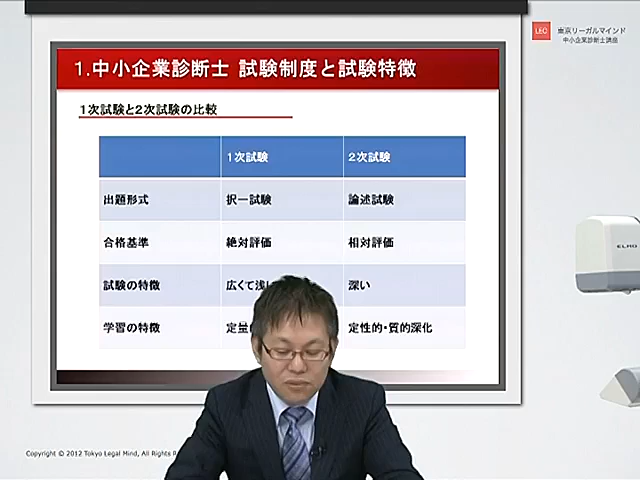 LEC 東京リーガルマインド
中小企業診断士講座
1.中小企業診断士 試験制度と試験特徴
1次試験と2次試験の比較
1次試験 2次試験
出題形式 択一試験 論述試験
合格基準 絶対評価 相対評価
試験の特徴 広くて浅い 深い
学習の特徴 定量 定性的・質的深化
ELMO
Copyright © 2012 Tokyo Legal Mind, All Rights